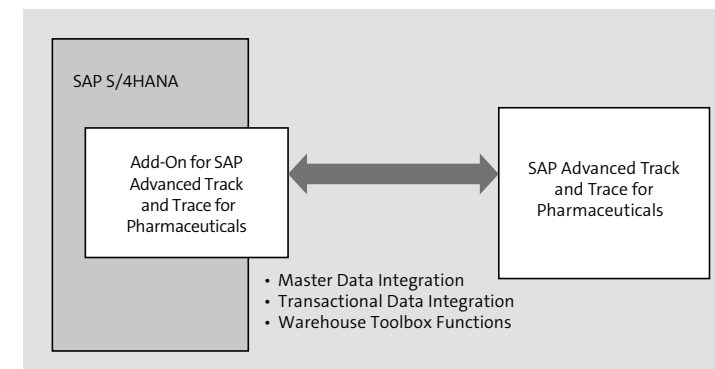 SAP S/4HANA
Add-On for SAP
Advanced Track
and Trace for
Pharmaceuticals
SAP Advanced Track
and Trace for
Pharmaceuticals
• Master Data Integration
• Transactional Data Integration
• Warehouse Toolbox Functions